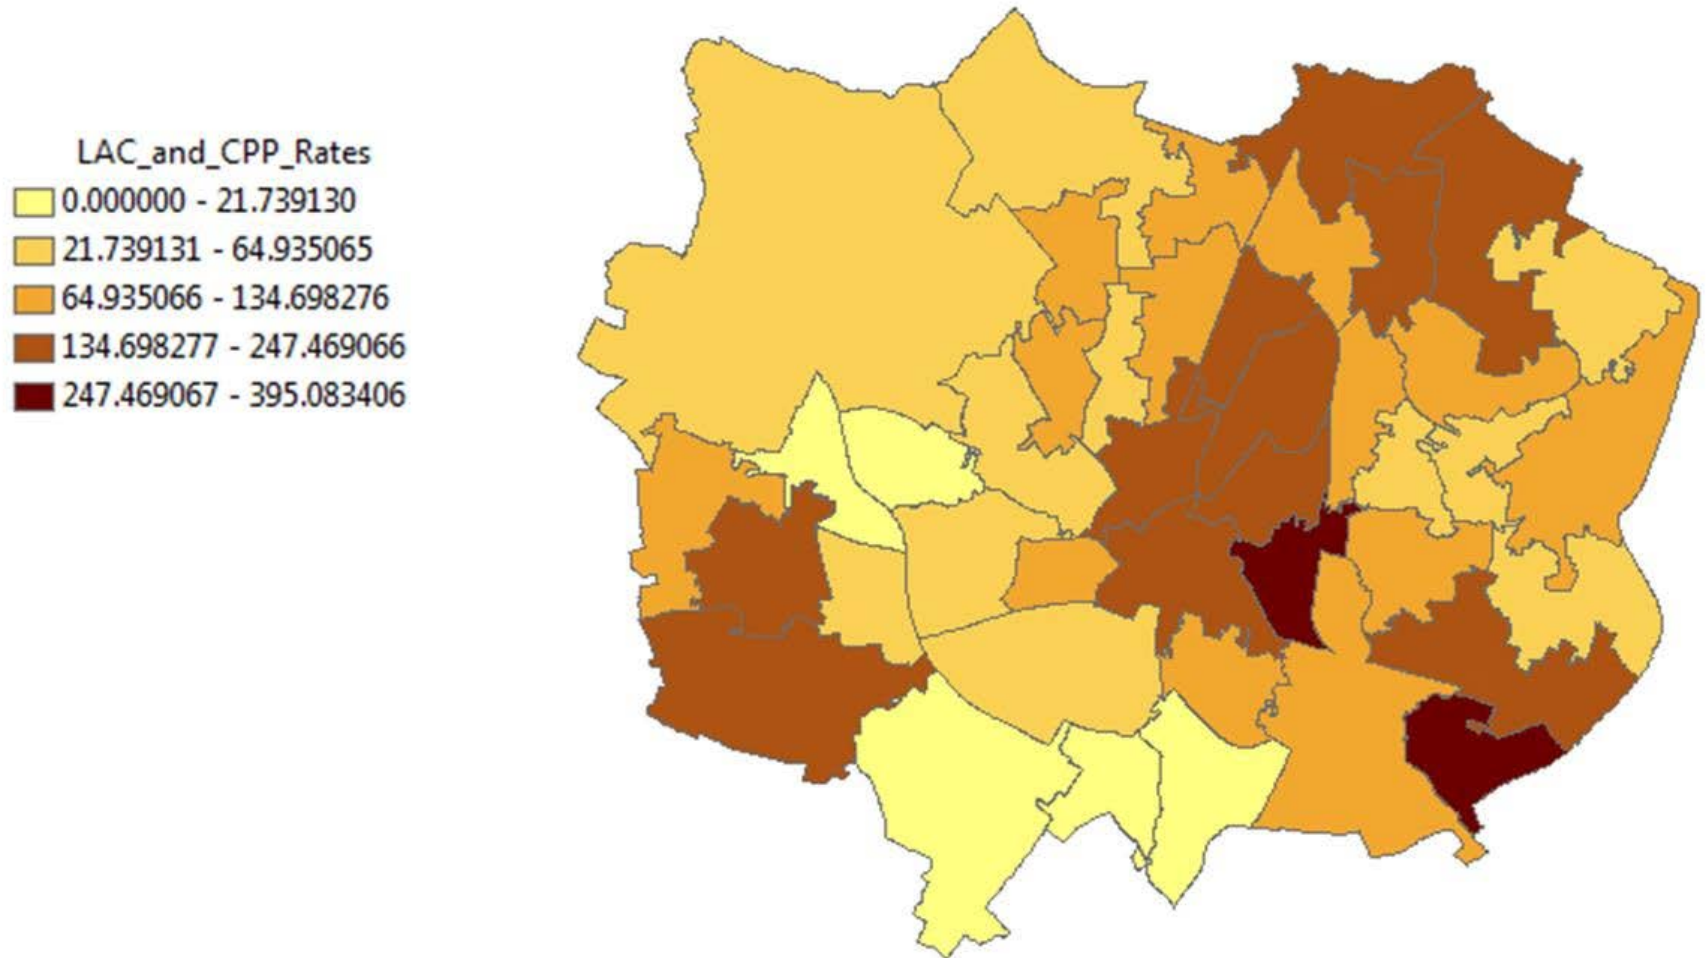 LAC_and_CPP_Rates
0.000000 - 21.739130
21.739131 - 64.935065
64.935066 - 134.698276
134.698277 - 247.469066
247.469067 - 395.083406